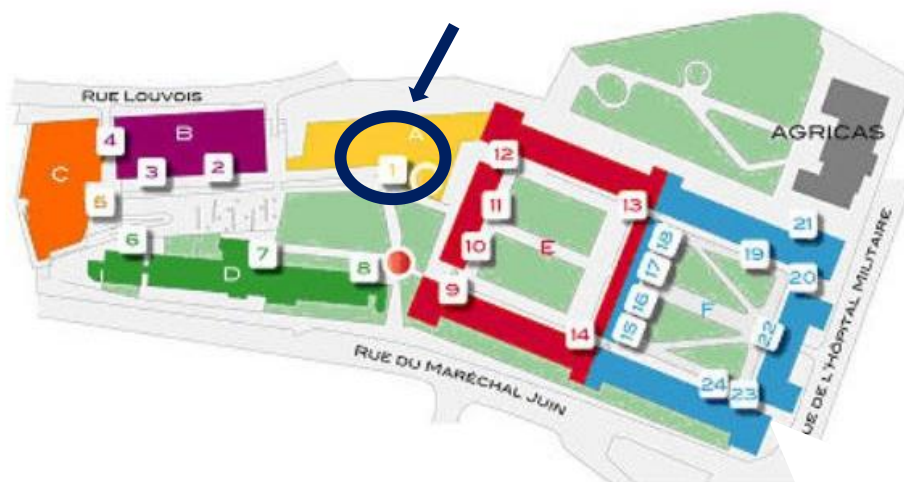 RUE LOUVOIS
A
B
C
4
3
2
1
5
6
7
8
D
12
11
10
9
E
13
14
AGRICAS
21
18
19
17
20
16
15
F
22
24
23
RUE DU MARÉCHAL JUIN
UE DE L'HÔPITAL MILITAIRE